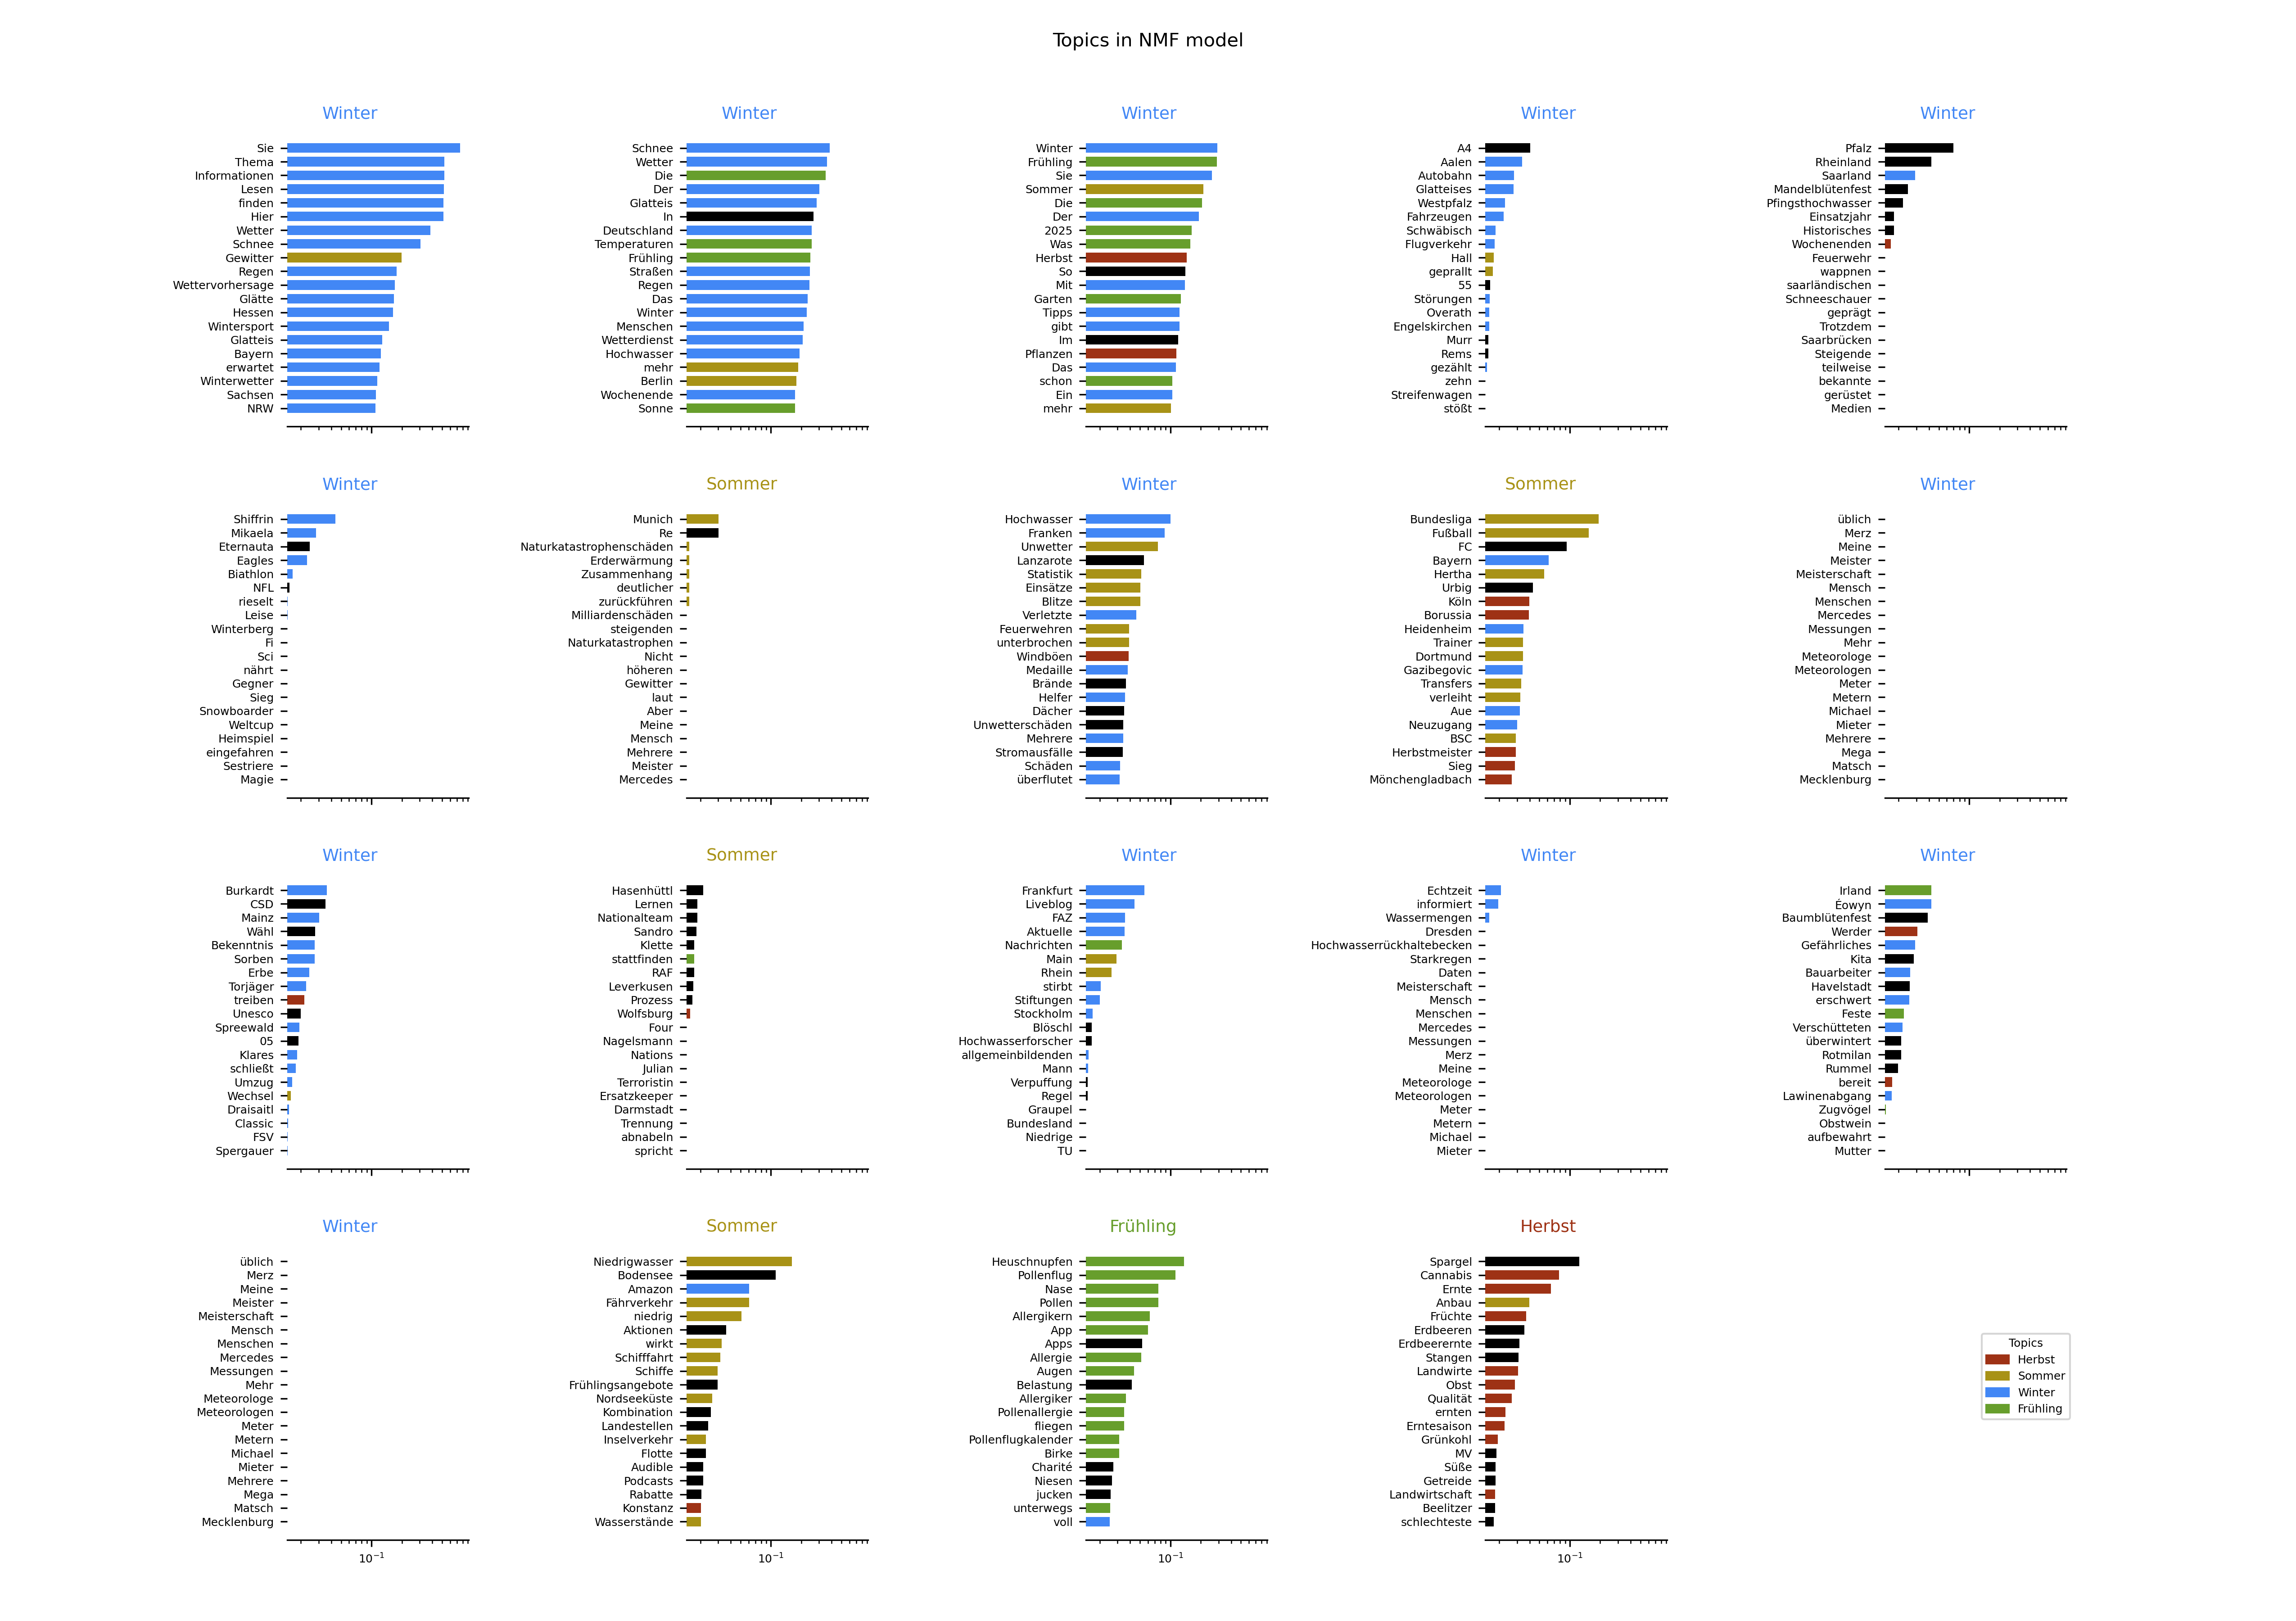 Topics in NMF model
Winter
Sie
Thema
Informationen
Lesen
finden
Hier
Wetter
Schnee
Gewitter
Regen
Wettervorhersage
Glätte
Hessen
Wintersport
Glatteis
Bayern
erwartet
Winterwetter
Sachsen
NRW
Winter
Schnee
Wetter
Die
Der
Glatteis
In
Deutschland
Temperaturen
Frühling
Straßen
Regen
Das
Winter
Menschen
Wetterdienst
Hochwasser
mehr
Berlin
Wochenende
Sonne
Winter
Winter
Frühling
Sie
Sommer
Die
Der
2025
Was
Herbst
So
Mit
Garten
Tipps
gibt
Im
Pflanzen
Das
schon
Ein
mehr
Winter
A4
Aalen
Autobahn
Glatteises
Westpfalz
Fahrzeugen
Schwäbisch
Flugverkehr
Hall
geprallt
55
Störungen
Overath
Engelskirchen
Murr
Rems
gezählt
zehn
Streifenwagen
stößt
Winter
Pfalz
Rheinland
Saarland
Mandelblütenfest
Pfingsthochwasser
Einsatzjahr
Historisches
Wochenenden
Feuerwehr
wappnen
saarländischen
Schneeschauer
geprägt
Trotzdem
Saarbrücken
Steigende
teilweise
bekannte
gerüstet
Medien
Winter
Shiffrin
Mikaela
Eternauta
Eagles
Biathlon
NFL
rieselt
Leise
Winterberg
Fi
Sci
nährt
Gegner
Sieg
Snowboarder
Weltcup
Heimspiel
eingefahren
Sestriere
Magie
Sommer
Munich
Re
Naturkatastrophenschäden
Erderwärmung
Zusammenhang
deutlicher
zurückführen
Milliardenschäden
steigenden
Naturkatastrophen
Nicht
höheren
Gewitter
laut
Aber
Meine
Mensch
Mehrere
Meister
Mercedes
Winter
Hochwasser
Franken
Unwetter
Lanzarote
Statistik
Einsätze
Blitze
Verletzte
Feuerwehren
unterbrochen
Windböen
Medaille
Brände
Helfer
Dächer
Unwetterschäden
Mehrere
Stromausfälle
Schäden
überflutet
Sommer
Bundesliga
Fußball
FC
Bayern
Hertha
Urbig
Köln
Borussia
Heidenheim
Trainer
Dortmund
Gazibegovic
Transfers
verleiht
Aue
Neuzugang
BSC
Herbstmeister
Sieg
Mönchengladbach
Winter
üblich
Merz
Meine
Meister
Meisterschaft
Mensch
Menschen
Mercedes
Messungen
Mehr
Meteorologe
Meteorologen
Meter
Metern
Michael
Mieter
Mehrere
Mega
Matsch
Mecklenburg
Winter
Burkardt
CSD
Mainz
Wähl
Bekenntnis
Sorben
Erbe
Torjäger
treiben
Unesco
Spreewald
05
Klares
schließt
Umzug
Wechsel
Draisaitl
Classic
FSV
Spergauer
Sommer
Hasenhüttl
Lernen
Nationalteam
Sandro
Klette
stattfinden
RAF
Leverkusen
Prozess
Wolfsburg
Four
Nagelsmann
Nations
Julian
Terroristin
Ersatzkeeper
Darmstadt
Trennung
abnabeln
spricht
Winter
Frankfurt
Liveblog
FAZ
Aktuelle
Nachrichten
Main
Rhein
stirbt
Stiftungen
Stockholm
Blöschl
Hochwasserforscher
allgemeinbildenden
Mann
Verpuffung
Regel
Graupel
Bundesland
Niedrige
TU
Winter
Echtzeit
informiert
Wassermengen
Dresden
Hochwasserrückhaltebecken
Starkregen
Daten
Meisterschaft
Mensch
Menschen
Mercedes
Messungen
Merz
Meine
Meteorologe
Meteorologen
Meter
Metern
Michael
Mieter
Winter
Irland
Éowyn
Baumblütenfest
Werder
Gefährliches
Kita
Bauarbeiter
Havelstadt
erschwert
Feste
Verschütteten
überwintert
Rotmilan
Rummel
bereit
Lawinenabgang
Zugvögel
Obstwein
aufbewahrt
Mutter
Winter
üblich
Merz
Meine
Meister
Meisterschaft
Mensch
Menschen
Mercedes
Messungen
Mehr
Meteorologe
Meteorologen
Meter
Metern
Michael
Mieter
Mehrere
Mega
Matsch
Mecklenburg
10⁻¹
Sommer
Niedrigwasser
Bodensee
Amazon
Fährverkehr
niedrig
Aktionen
wirkt
Schifffahrt
Schiffe
Frühlingsangebote
Nordseeküste
Kombination
Landestellen
Inselverkehr
Flotte
Audible
Podcasts
Rabatte
Konstanz
Wasserstände
10⁻¹
Frühling
Heuschnupfen
Pollenflug
Nase
Pollen
Allergikern
App
Apps
Allergie
Augen
Belastung
Allergiker
Pollenallergie
fliegen
Pollenflugkalender
Birke
Charité
Niesen
jucken
unterwegs
voll
10⁻¹
Herbst
Spargel
Cannabis
Ernte
Anbau
Früchte
Erdbeeren
Erdbeerernte
Stangen
Landwirte
Obst
Qualität
ernten
Erntesaison
Grünkohl
MV
Süße
Getreide
Landwirtschaft
Beelitzer
schlechteste
10⁻¹
Topics
Herbst
Sommer
Winter
Frühling